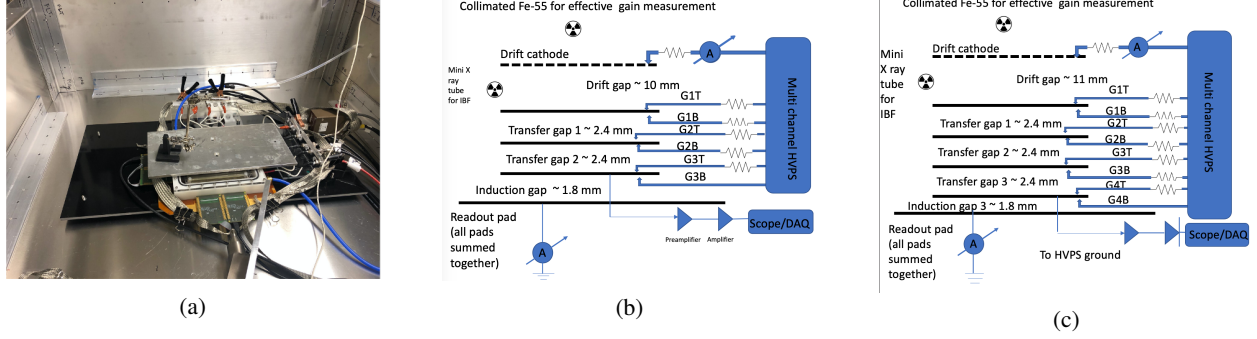 Collimated Fe-55 for effective gain measurement
Drift cathode
A
Mini X
ray
tube
for IBF
Drift gap ~ 10 mm
G1T
G1B
Transfer gap 1 ~ 2.4 mm
G2T
G2B
Transfer gap 2 ~ 2.4 mm
G3T
G3B
Induction gap ~ 1.8 mm
Multi channel HVPS
Readout pad
(all pads
summed
together)
A
Preamplifier
Amplifier
Scope/DAQ
Collimated Fe-55 for effective gain measurement
Drift cathode
A
Mini
X ray
tube
for
IBF
Drift gap ~ 11 mm
G1T
G1B
Transfer gap 1 ~ 2.4 mm
G2T
G2B
Transfer gap 2 ~ 2.4 mm
G3T
G3B
Transfer gap 3 ~ 2.4 mm
G4T
G4B
Induction gap 3 ~ 1.8 mm
Multi channel HVPS
Readout pad
(all pads
summed
together)
A
To HVPS ground
Scope/DAQ
(a)
(b)
(c)